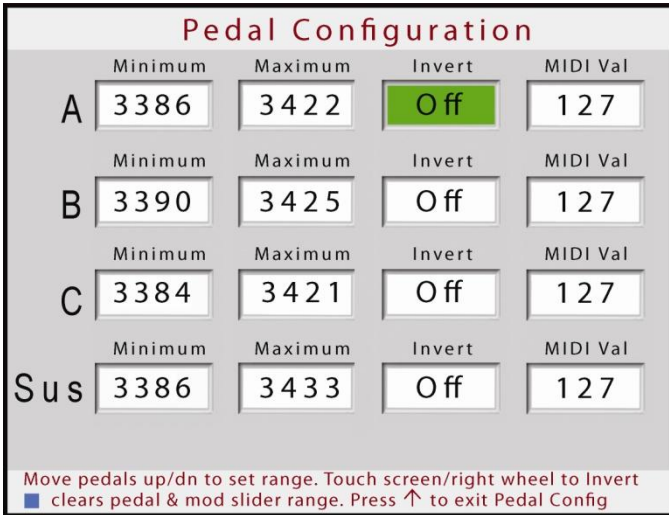 Pedal Configuration
Minimum Maximum Invert MIDI Val
A 3386 3422 Off 127
Minimum Maximum Invert MIDI Val
B 3390 3425 Off 127
Minimum Maximum Invert MIDI Val
C 3384 3421 Off 127
Minimum Maximum Invert MIDI Val
Sus 3386 3433 Off 127
Move pedals up/dn to set range. Touch screen/right wheel to Invert
clears pedal & mod slider range. Press ↑ to exit Pedal Config